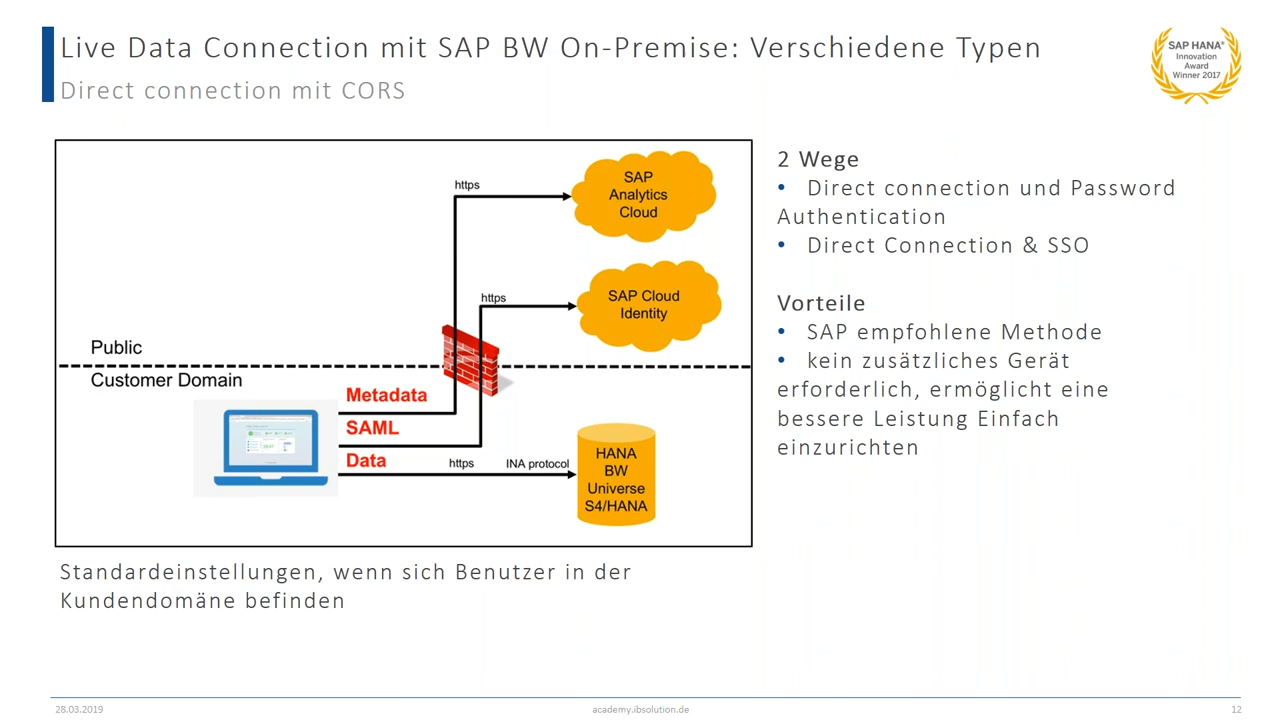 Live Data Connection mit SAP BW On-Premise: Verschiedene Typen
Direct connection mit CORS
SAP HANA®
Innovation
Award
Winner 2017
https
SAP
Analytics
Cloud
https
SAP Cloud
Identity
Public
Customer Domain
Metadata
SAML
Data
https
INA protocol
HANA
BW
Universe
S4/HANA
2 Wege
• Direct connection und Password
Authentication
• Direct Connection & SSO
Vorteile
• SAP empfohlene Methode
• kein zusätzliches Gerät
erforderlich, ermöglicht eine
bessere Leistung Einfach
einzurichten
Standardeinstellungen, wenn sich Benutzer in der
Kundendomäne befinden
28.03.2019
academy.ibsolution.de
12